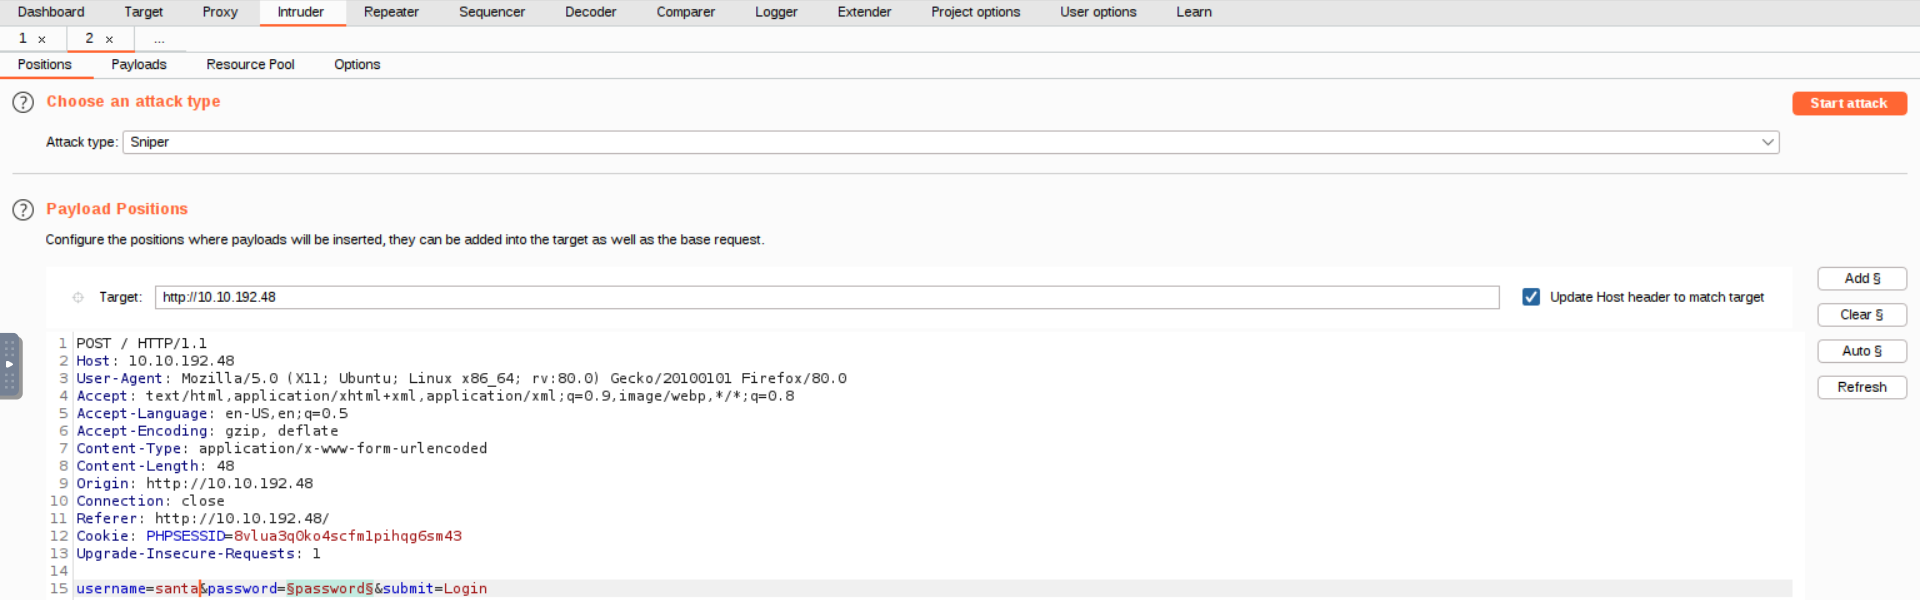 Dashboard Target Proxy Intruder Repeater Sequencer Decoder Comparer Logger Extender Project options User options Learn
1 × 2 × ...
Positions Payloads Resource Pool Options
? Choose an attack type Start attack
Attack type: Sniper
? Payload Positions
Configure the positions where payloads will be inserted, they can be added into the target as well as the base request.
Add §
Target: http://10.10.192.48 Update Host header to match target
Clear §
Auto §
Refresh
1 POST / HTTP/1.1
2 Host: 10.10.192.48
3 User-Agent: Mozilla/5.0 (X11; Ubuntu; Linux x86_64; rv:80.0) Gecko/20100101 Firefox/80.0
4 Accept: text/html,application/xhtml+xml,application/xml;q=0.9,image/webp,*/*;q=0.8
5 Accept-Language: en-US,en;q=0.5
6 Accept-Encoding: gzip, deflate
7 Content-Type: application/x-www-form-urlencoded
8 Content-Length: 48
9 Origin: http://10.10.192.48
10 Connection: close
11 Referer: http://10.10.192.48/
12 Cookie: PHPSESSID=8vlua3q0ko4scfm1pihqg6sm43
13 Upgrade-Insecure-Requests: 1
14
15 username=santa&password=§password§&submit=Login